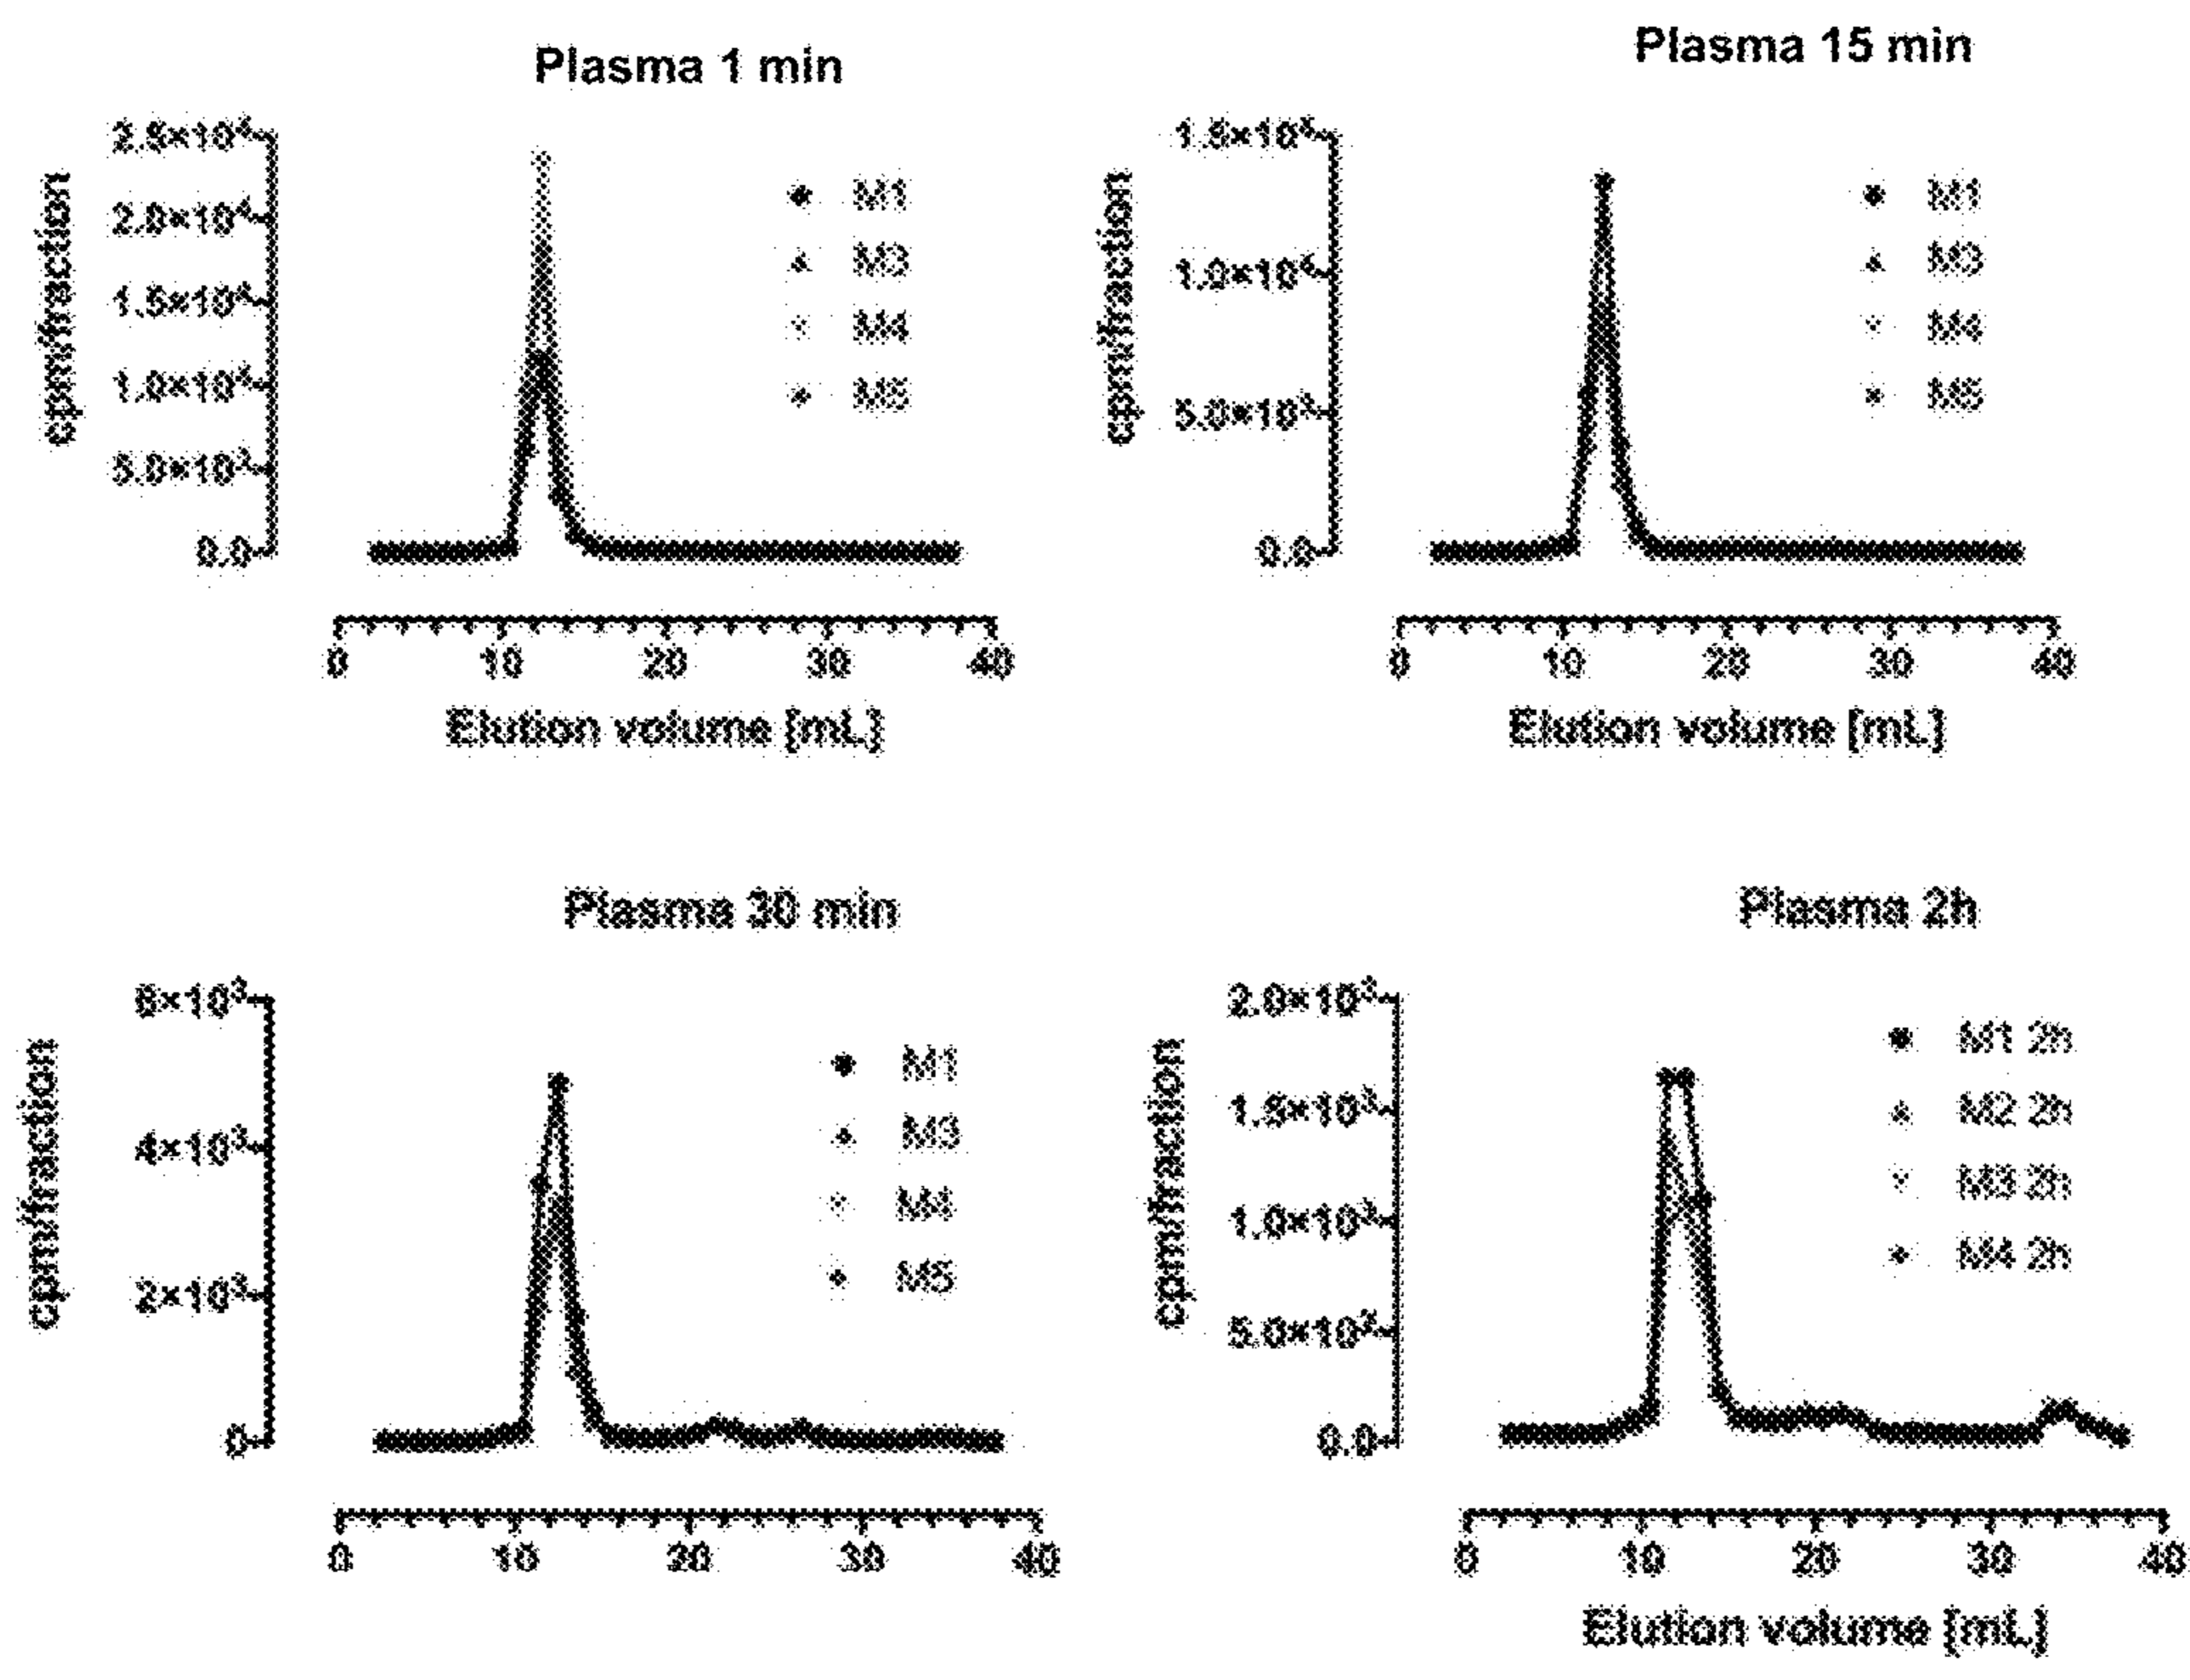 Plasma 1 min
cpm/fraction
2.5×10⁴
2.0×10⁴
1.5×10⁴
1.0×10⁴
5.0×10³
0.0
M1
M3
M4
M5
0 10 20 30 40
Elution volume [mL]
Plasma 15 min
cpm/fraction
1.5×10⁴
1.0×10⁴
5.0×10³
0.0
M1
M3
M4
M5
0 10 20 30 40
Elution volume [mL]
Plasma 30 min
cpm/fraction
4×10³
2×10³
0
M1
M3
M4
M5
0 10 20 30 40
Plasma 2h
cpm/fraction
2.0×10³
1.5×10³
1.0×10³
5.0×10²
0.0
M1 2h
M2 2h
M3 2h
M4 2h
0 10 20 30 40
Elution volume [mL]